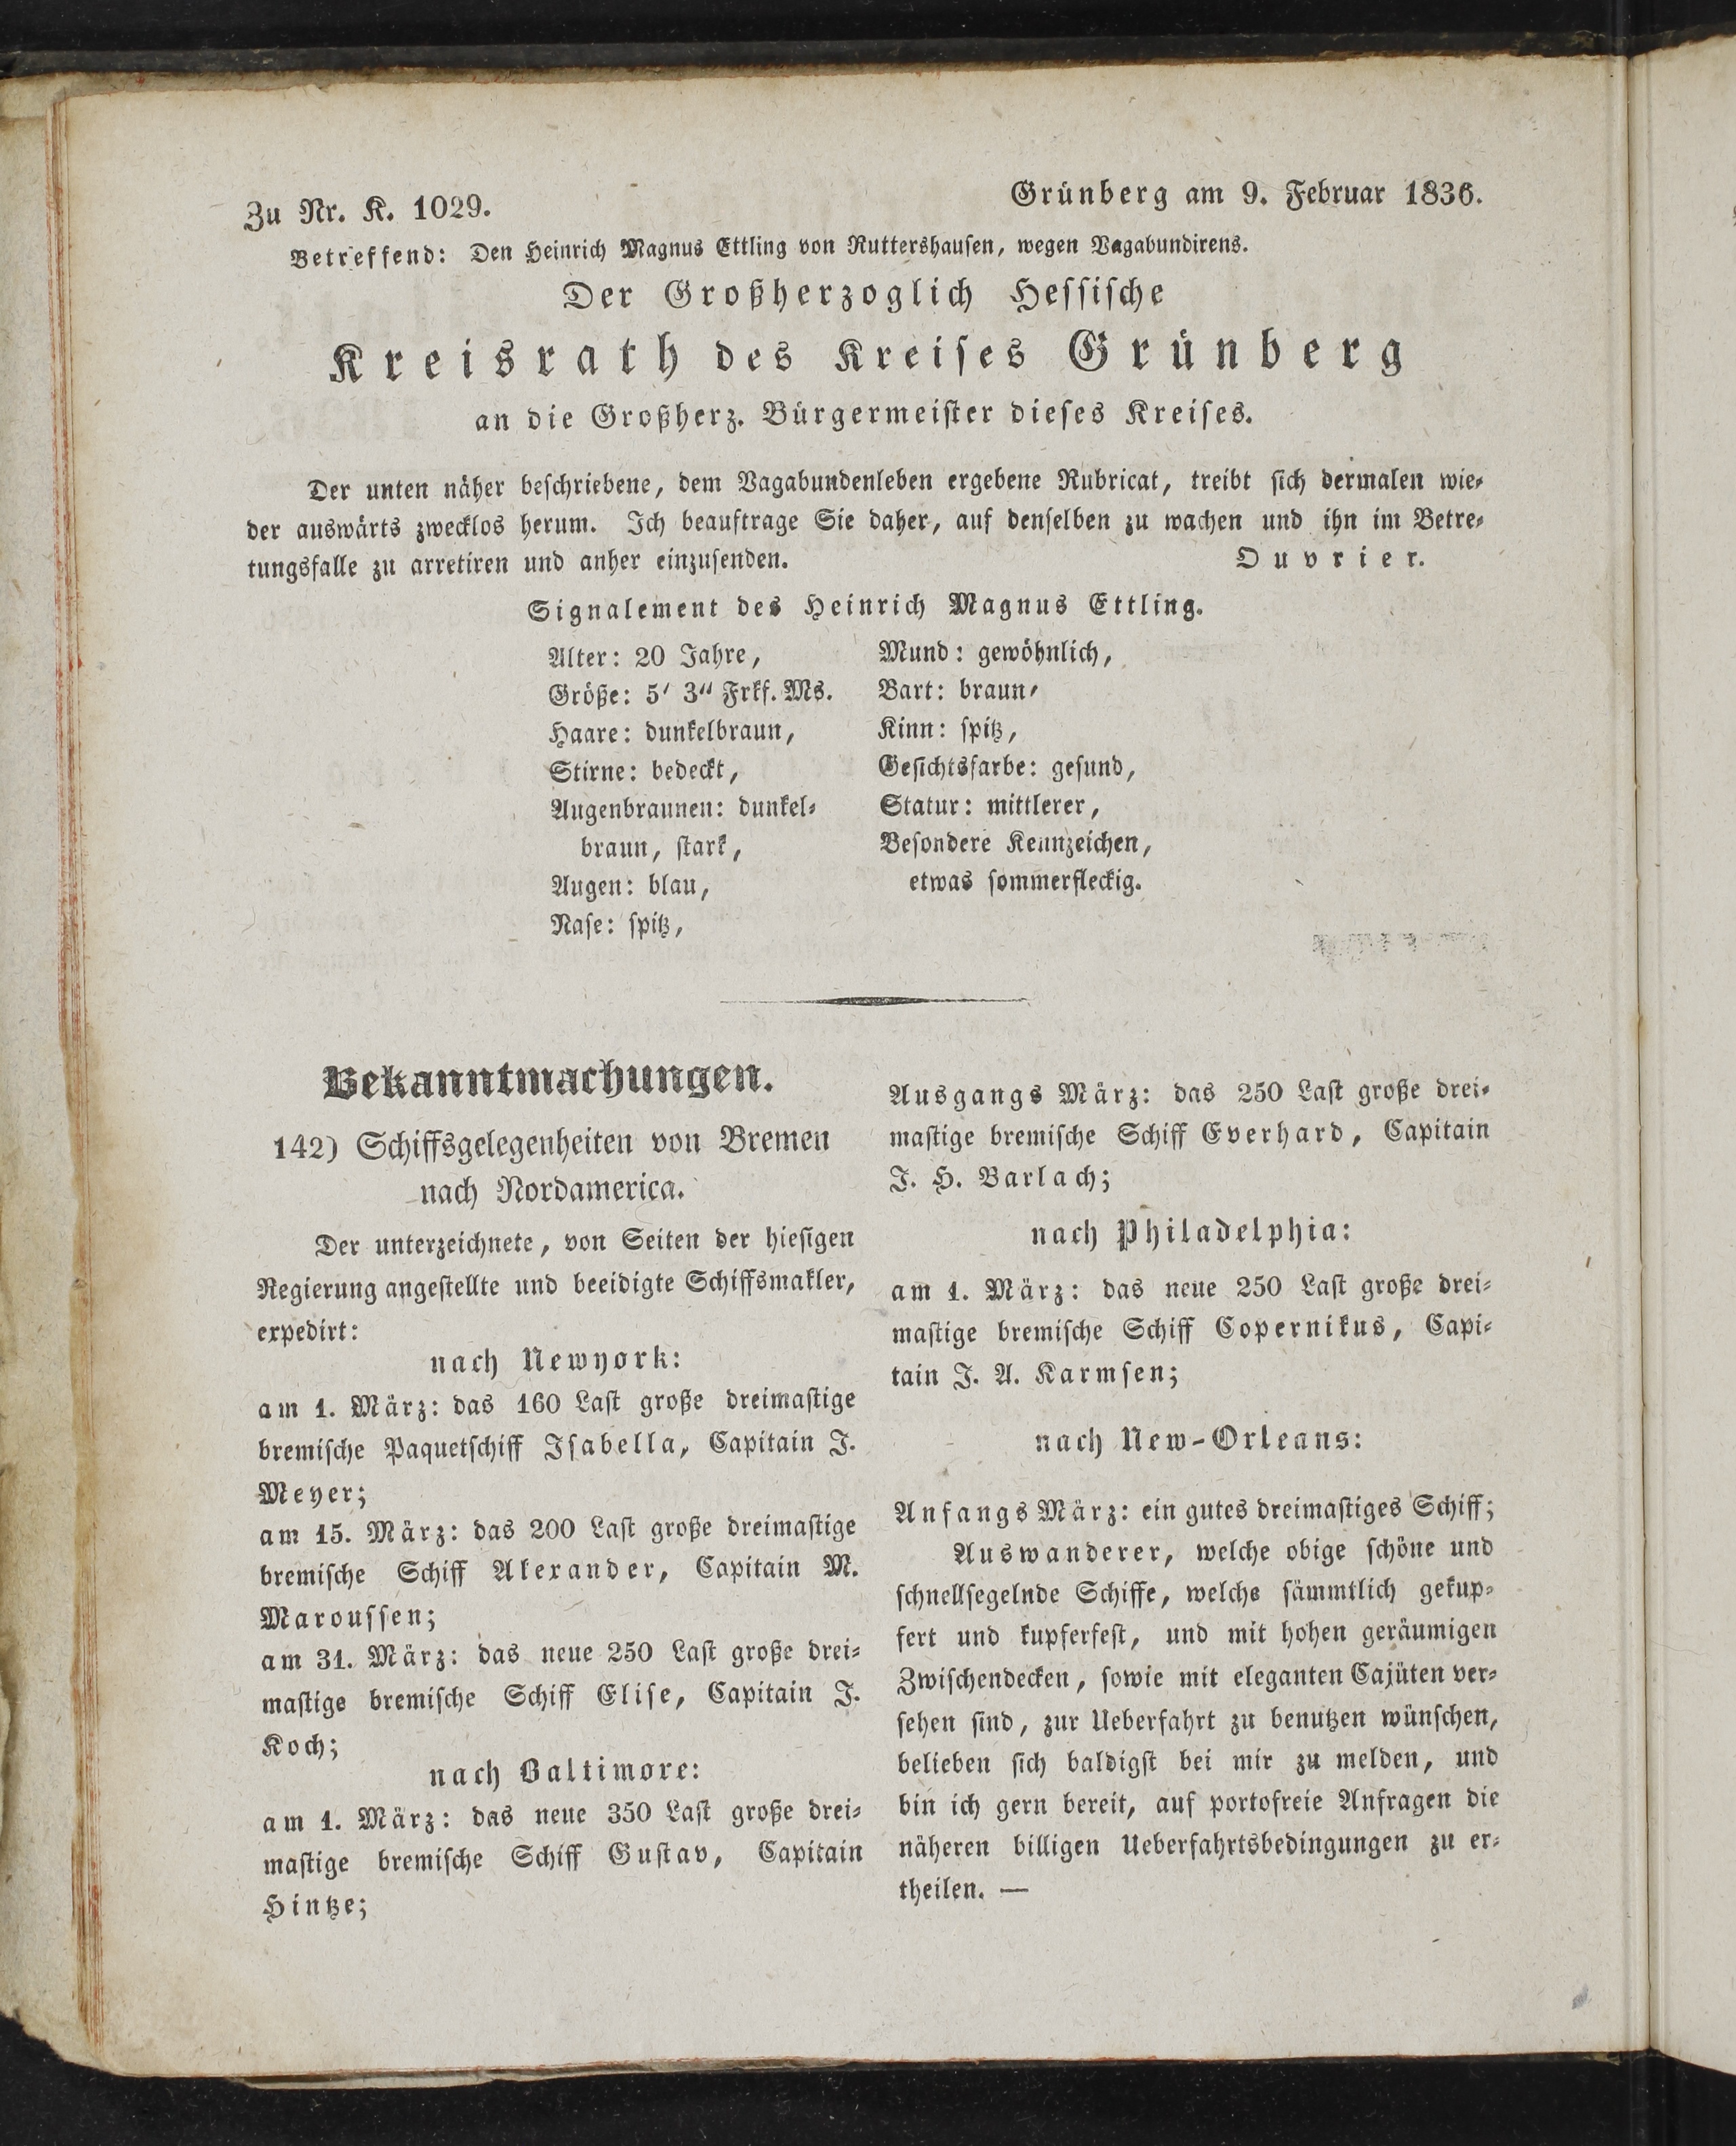 Zu Nr. K. 1029.
Grünberg am 9. Februar 1836.
Betreffend: Den Heinrich Magnus Ettling von Ruttershausen, wegen Vagabundirens.
Der Großherzoglich Hessische
Kreisrath des Kreises Grünberg
an die Großherz. Bürgermeister dieses Kreises.
Der unten näher beschriebene, dem Vagabundenleben ergebene Rubricat, treibt sich dermalen wie-
der auswärts zwecklos herum. Ich beauftrage Sie daher, auf denselben zu wachen und ihn im Betre-
tungsfalle zu arretiren und anher einzusenden.
Ouvrier.
Signalement des Heinrich Magnus Ettling.
Alter: 20 Jahre,
Größe: 5' 3" Frkf. Ms.
Haare: dunkelbraun,
Stirne: bedeckt,
Augenbraunen: dunkel-
braun, stark,
Augen: blau,
Nase: spitz,
Mund: gewöhnlich,
Bart: braun,
Kinn: spitz,
Gesichtsfarbe: gesund,
Statur: mittlerer,
Besondere Kennzeichen,
etwas sommerfleckig.
Bekanntmachungen.
142) Schiffsgelegenheiten von Bremen
nach Nordamerica.
Der unterzeichnete, von Seiten der hiesigen
Regierung angestellte und beeidigte Schiffsmakler,
expedirt:
nach Newyork:
am 1. März: das 160 Last große dreimastige
bremische Paquetschiff Isabella, Capitain J.
Meyer;
am 15. März: das 200 Last große dreimastige
bremische Schiff Alexander, Capitain M.
Maroussen;
am 31. März: das neue 250 Last große drei-
mastige bremische Schiff Elise, Capitain J.
Koch;
nach Baltimore:
am 1. März: das neue 350 Last große drei-
mastige bremische Schiff Gustav, Capitain
Hintze;
Ausgangs März: das 250 Last große drei-
mastige bremische Schiff Everhard, Capitain
J. H. Barlach;
nach Philadelphia:
am 1. März: das neue 250 Last große drei-
mastige bremische Schiff Copernikus, Capi-
tain J. A. Karmsen;
nach New-Orleans:
Anfangs März: ein gutes dreimastiges Schiff;
Auswanderer, welche obige schöne und
schnellsegelnde Schiffe, welche sämmtlich gekup-
fert und kupferfest, und mit hohen geräumigen
Zwischendecken, sowie mit eleganten Cajüten ver-
sehen sind, zur Ueberfahrt zu benutzen wünschen,
belieben sich baldigst bei mir zu melden, und
bin ich gern bereit, auf portofreie Anfragen die
näheren billigen Ueberfahrtsbedingungen zu er-
theilen. —